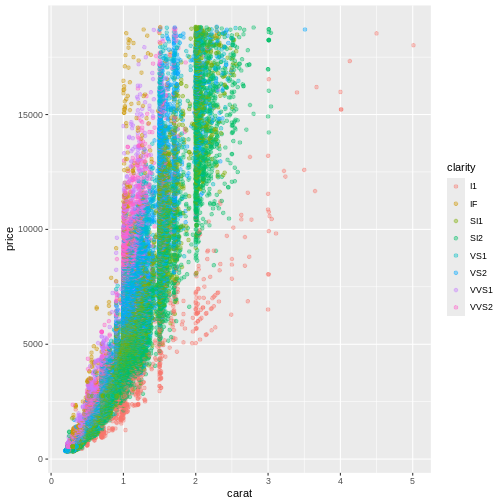 15000
10000
5000
0
price
0 1 2 3 4 5
carat
clarity
I1
IF
SI1
SI2
VS1
VS2
VVS1
VVS2